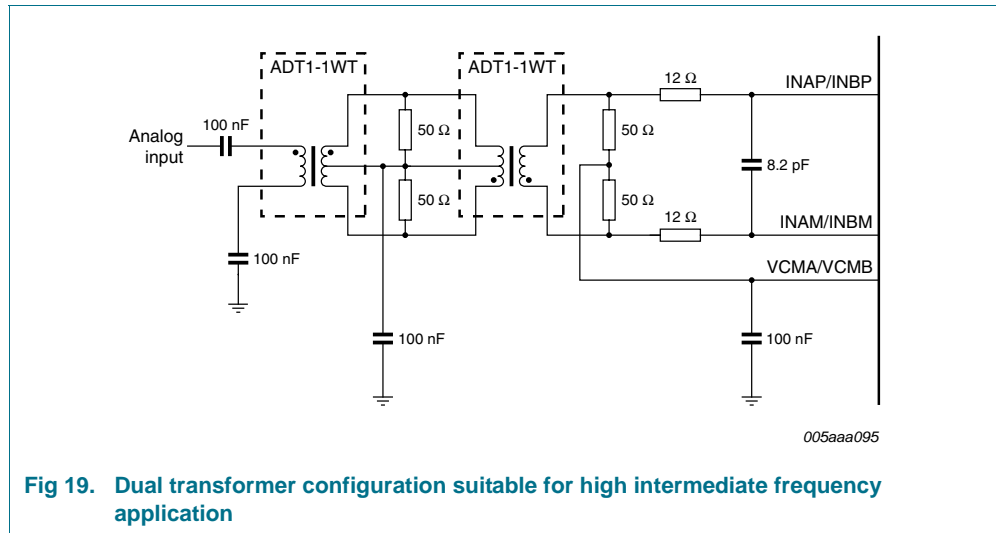 ADT1-1WT
ADT1-1WT
12 Ω
INAP/INBP
100 nF
Analog
input
50 Ω
50 Ω
8.2 pF
50 Ω
50 Ω
12 Ω
INAM/INBM
100 nF
VCMA/VCMB
100 nF
100 nF
005aaa095
Fig 19. Dual transformer configuration suitable for high intermediate frequency
application